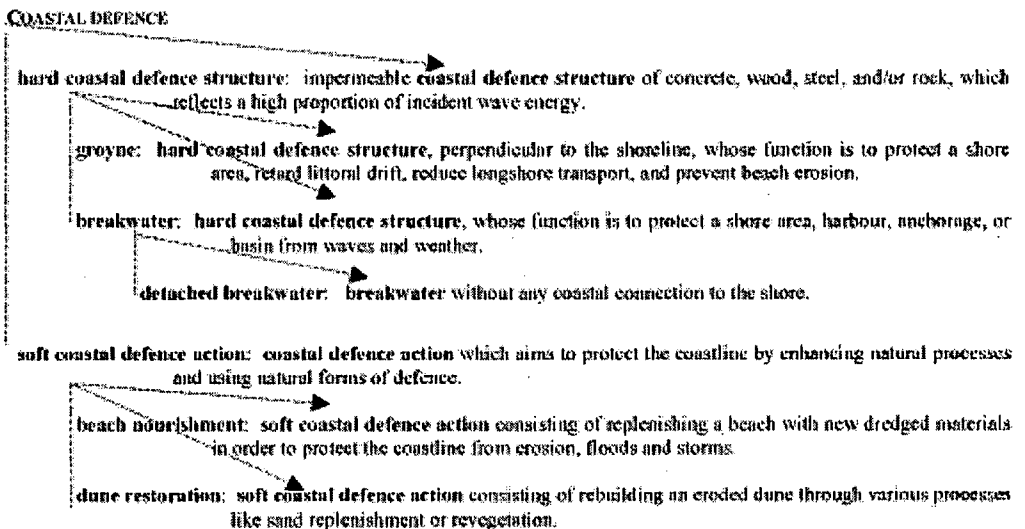 COASTAL DEFENCE
hard coastal defence structure: impermeable coastal defence structure of concrete, wood, steel, and/or rock, which
reflects a high proportion of incident wave energy.
groyne: hard coastal defence structure, perpendicular to the shoreline, whose function is to protect a shore
area, retard littoral drift, reduce longshore transport, and prevent beach erosion.
breakwater: hard coastal defence structure, whose function is to protect a shore area, harbour, anchorage, or
basin from waves and weather.
detached breakwater: breakwater without any coastal connection to the shore.
soft coastal defence action: coastal defence action which aims to protect the coastline by enhancing natural processes
and using natural forms of defence.
beach nourishment: soft coastal defence action consisting of replenishing a beach with new dredged materials
in order to protect the coastline from erosion, floods and storms.
dune restoration: soft coastal defence action consisting of rebuilding an eroded dune through various processes
like sand replenishment or revegetation.